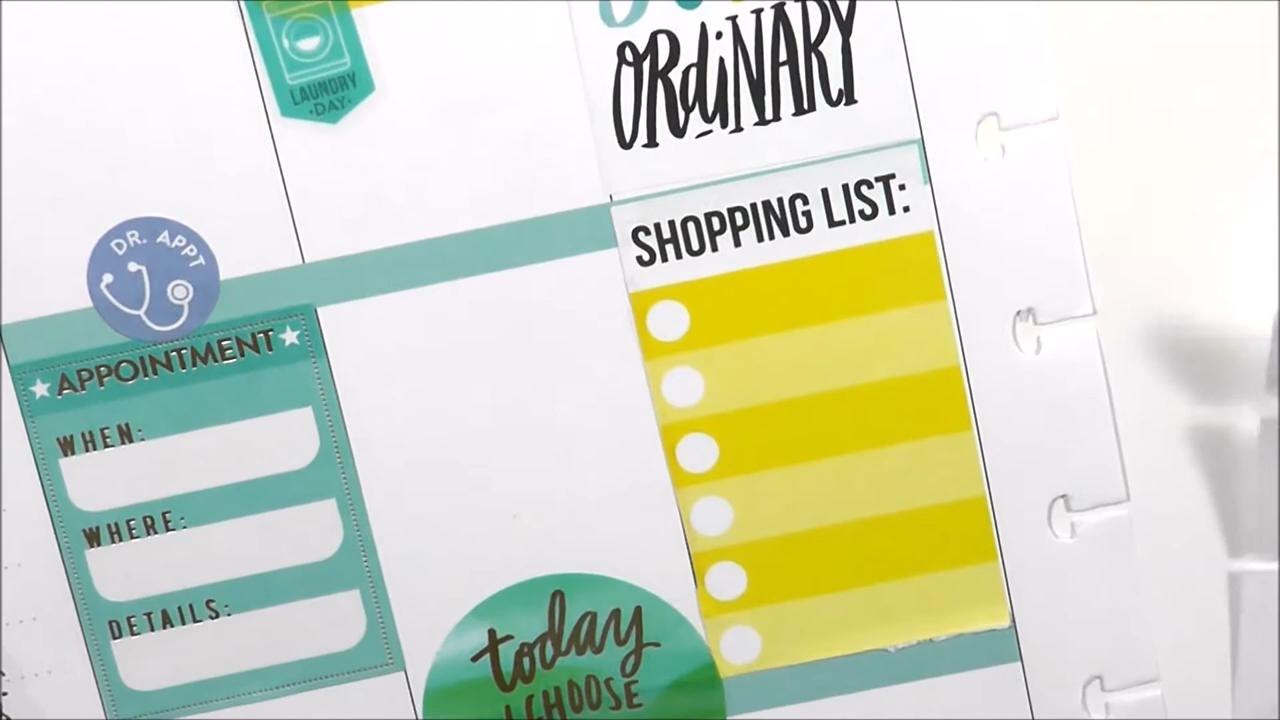 LAUNDRY
•DAY•
ORdiNARY
SHOPPING LIST:
DR. APPT
APPOINTMENT
WHEN:
WHERE:
DETAILS:
today
I CHOOSE